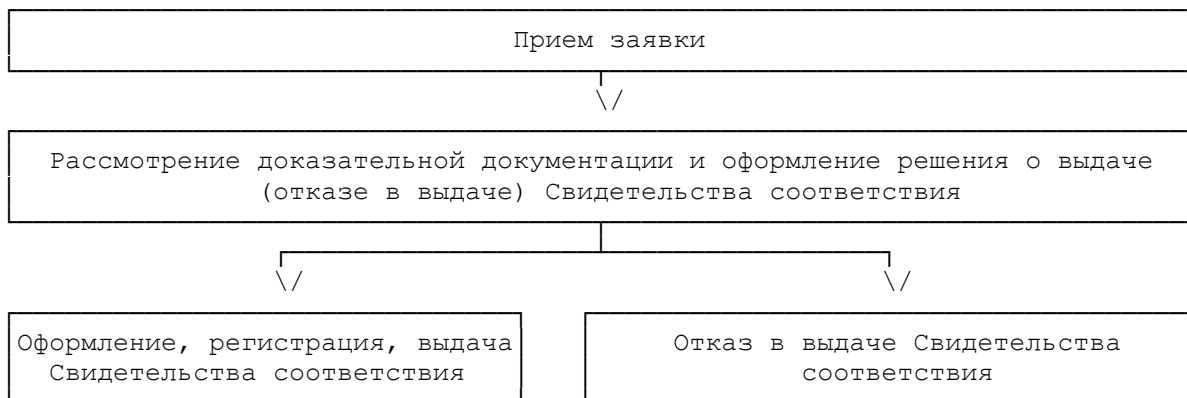 Прием заявки
Рассмотрение доказательной документации и оформление решения о выдаче
(отказе в выдаче) Свидетельства соответствия
Оформление, регистрация, выдача
Свидетельства соответствия
Отказ в выдаче Свидетельства
соответствия